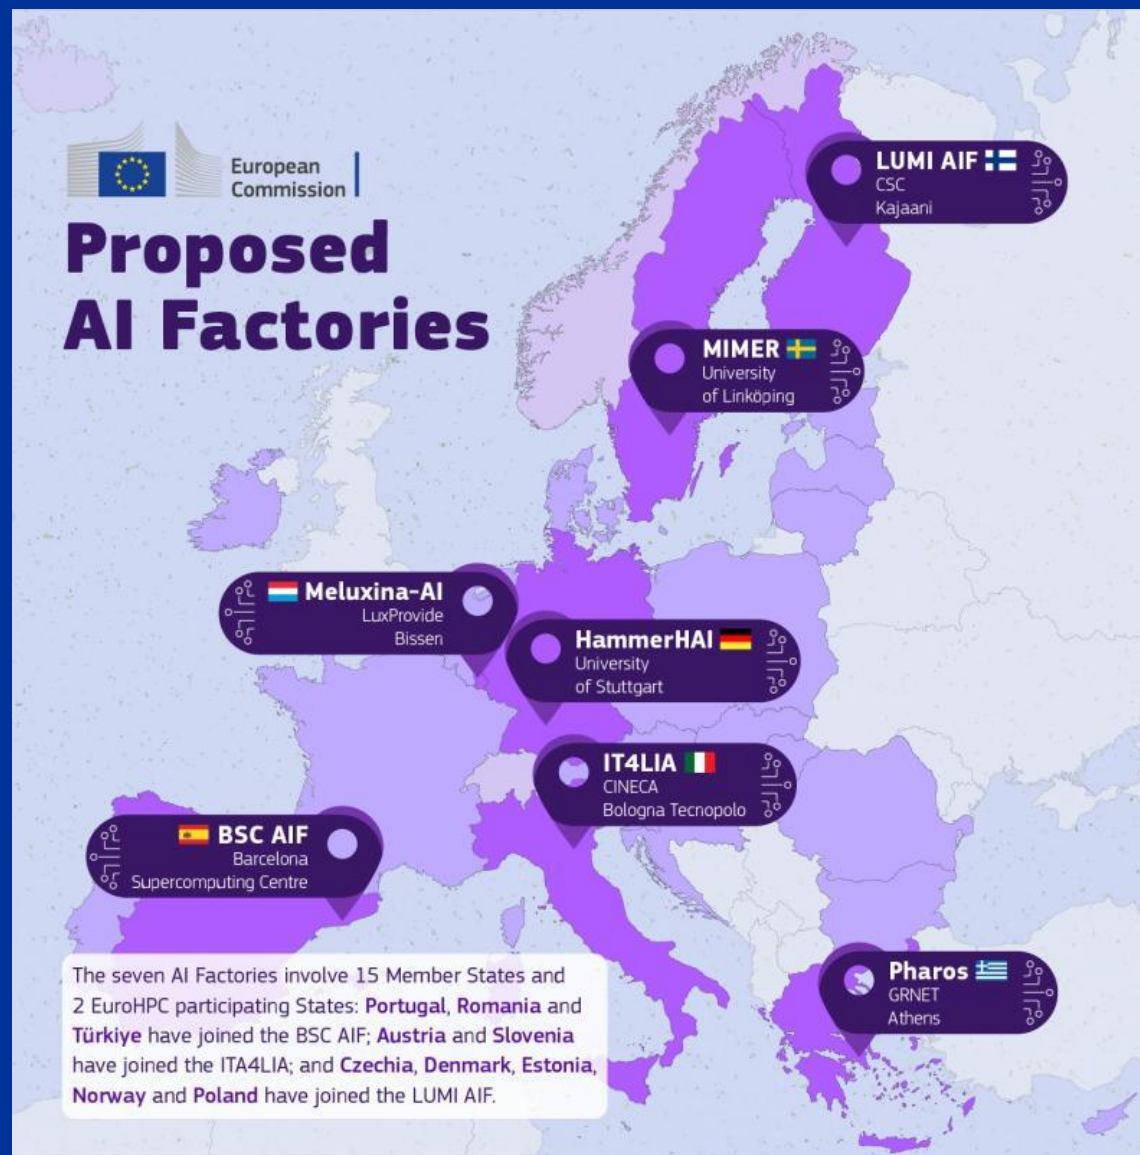 European
Commission
Proposed
AI Factories
LUMI AIF
CSC
Kajaani
MIMER
University
of Linköping
Meluxina-AI
LuxProvide
Bissen
HammerHAI
University
of Stuttgart
IT4LIA
CINECA
Bologna Tecnopolo
BSC AIF
Barcelona
Supercomputing Centre
Pharos
GRNET
Athens
The seven AI Factories involve 15 Member States and
2 EuroHPC participating States: Portugal, Romania and
Türkiye have joined the BSC AIF; Austria and Slovenia
have joined the ITA4LIA; and Czechia, Denmark, Estonia,
Norway and Poland have joined the LUMI AIF.